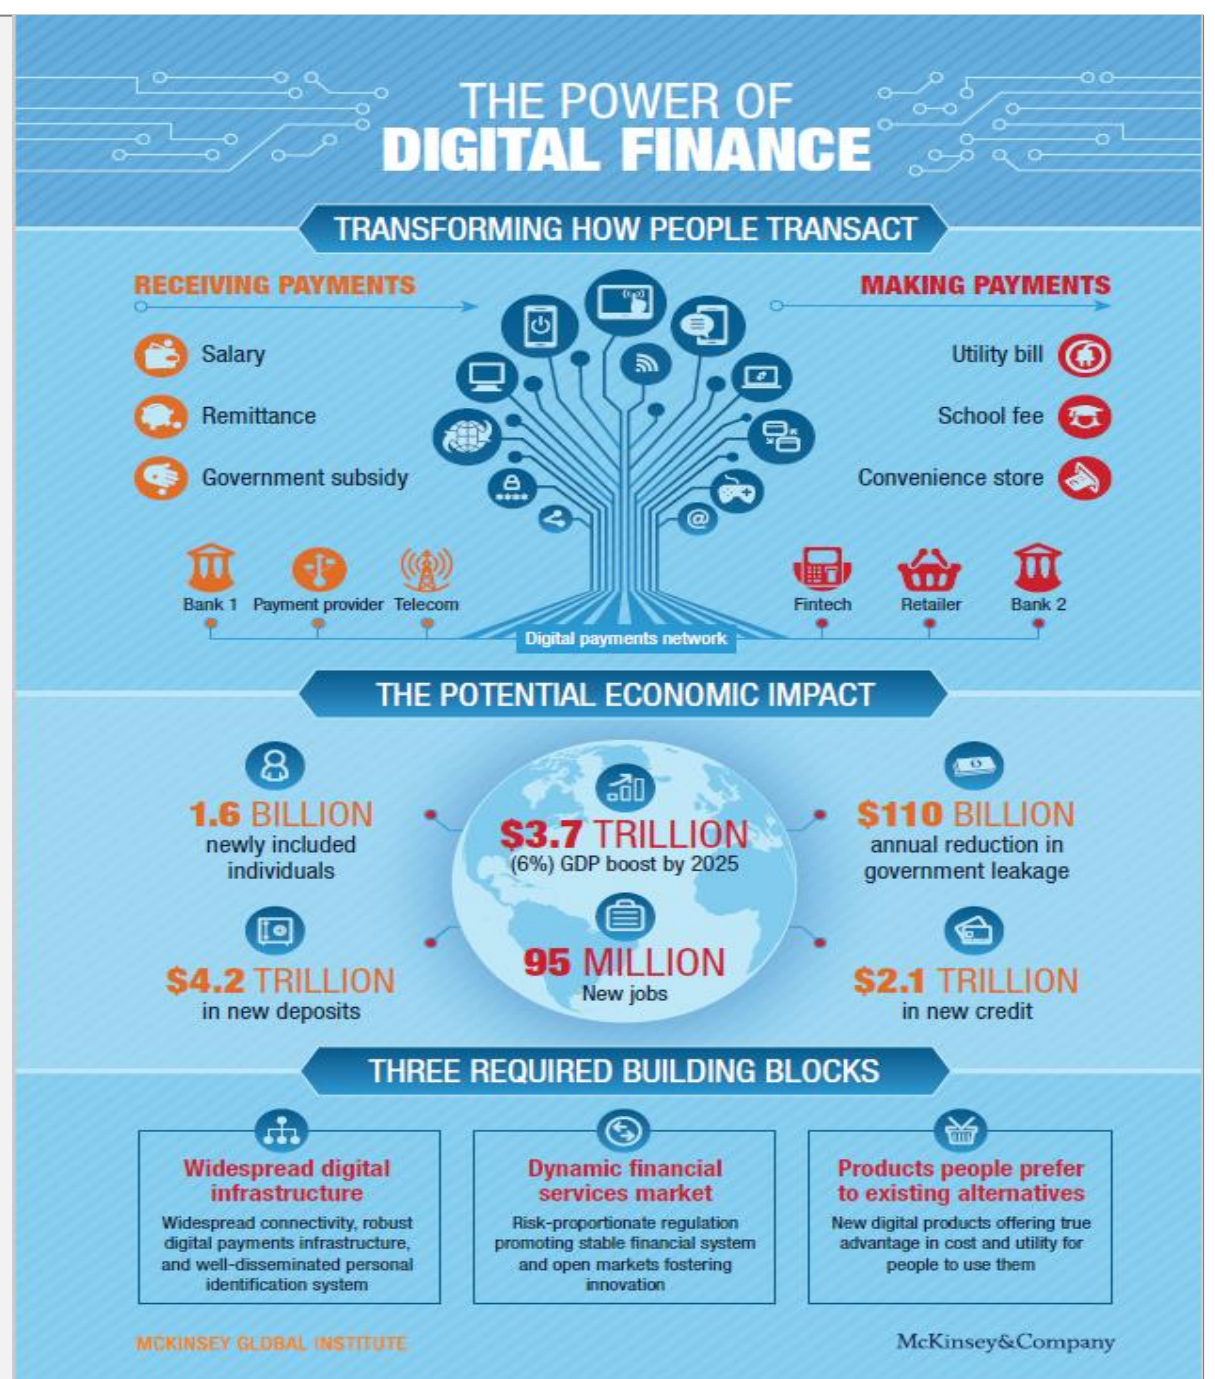 THE POWER OF
DIGITAL FINANCE
TRANSFORMING HOW PEOPLE TRANSACT
RECEIVING PAYMENTS
Salary
Remittance
Government subsidy
MAKING PAYMENTS
Utility bill
School fee
Convenience store
@
Bank 1
Payment provider
Telecom
Fintech
Retailer
Bank 2
Digital payments network
THE POTENTIAL ECONOMIC IMPACT
1.6 BILLION
newly included
individuals
$4.2 TRILLION
in new deposits
$3.7 TRILLION
(6%) GDP boost by 2025
95 MILLION
New jobs
$110 BILLION
annual reduction in
government leakage
$2.1 TRILLION
in new credit
THREE REQUIRED BUILDING BLOCKS
Widespread digital
infrastructure
Widespread connectivity, robust
digital payments infrastructure,
and well-disseminated personal
identification system
Dynamic financial
services market
Risk-proportionate regulation
promoting stable financial system
and open markets fostering
innovation
Products people prefer
to existing alternatives
New digital products offering true
advantage in cost and utility for
people to use them
MCKINSEY GLOBAL INSTITUTE
McKinsey&Company